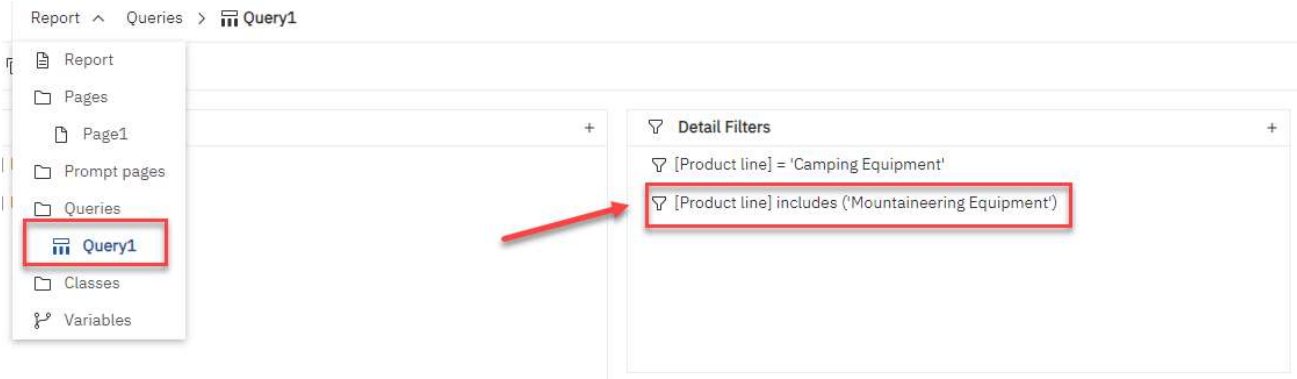 Report Queries > Query1
Report
Pages
Page1
Prompt pages
Queries
Query1
Classes
Variables
+
Detail Filters +
[Product line] = 'Camping Equipment'
[Product line] includes ('Mountaineering Equipment')